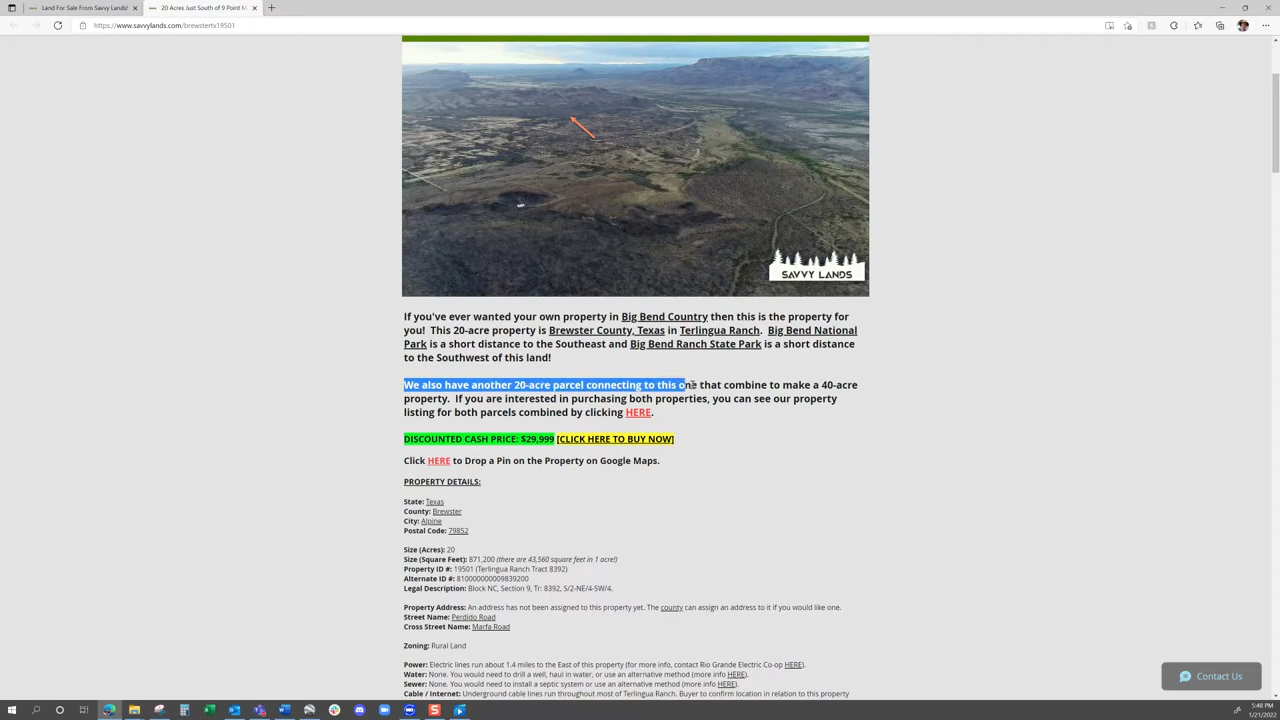 Land For Sale From Savvy Lands!
20 Acres Just South of 9 Point M
https://www.savvylands.com/brewstertx19501
SAVVY LANDS
If you've ever wanted your own property in Big Bend Country then this is the property for
you!  This 20-acre property is Brewster County, Texas in Terlingua Ranch.  Big Bend National
Park is a short distance to the Southeast and Big Bend Ranch State Park is a short distance
to the Southwest of this land!
We also have another 20-acre parcel connecting to this one that combine to make a 40-acre
property.  If you are interested in purchasing both properties, you can see our property
listing for both parcels combined by clicking HERE.
DISCOUNTED CASH PRICE: $29,999 [CLICK HERE TO BUY NOW]
Click HERE to Drop a Pin on the Property on Google Maps.
PROPERTY DETAILS:
State: Texas
County: Brewster
City: Alpine
Postal Code: 79852
Size (Acres): 20
Size (Square Feet): 871,200 (there are 43,560 square feet in 1 acre!)
Property ID #: 19501 (Terlingua Ranch Tract 8392)
Alternate ID #: 810000000009839200
Legal Description: Block NC, Section 9, Tr: 8392, S/2-NE/4-SW/4.
Property Address: An address has not been assigned to this property yet. The county can assign an address to it if you would like one.
Street Name: Perdido Road
Cross Street Name: Marfa Road
Zoning: Rural Land
Power: Electric lines run about 1.4 miles to the East of this property (for more info, contact Rio Grande Electric Co-op HERE).
Water: None. You would need to drill a well, haul in water, or use an alternative method (more info HERE).
Sewer: None. You would need to install a septic system or use an alternative method (more info HERE).
Cable / Internet: Underground cable lines run throughout most of Terlingua Ranch. Buyer to confirm location in relation to this property
Contact Us
5:48 PM
1/21/2022